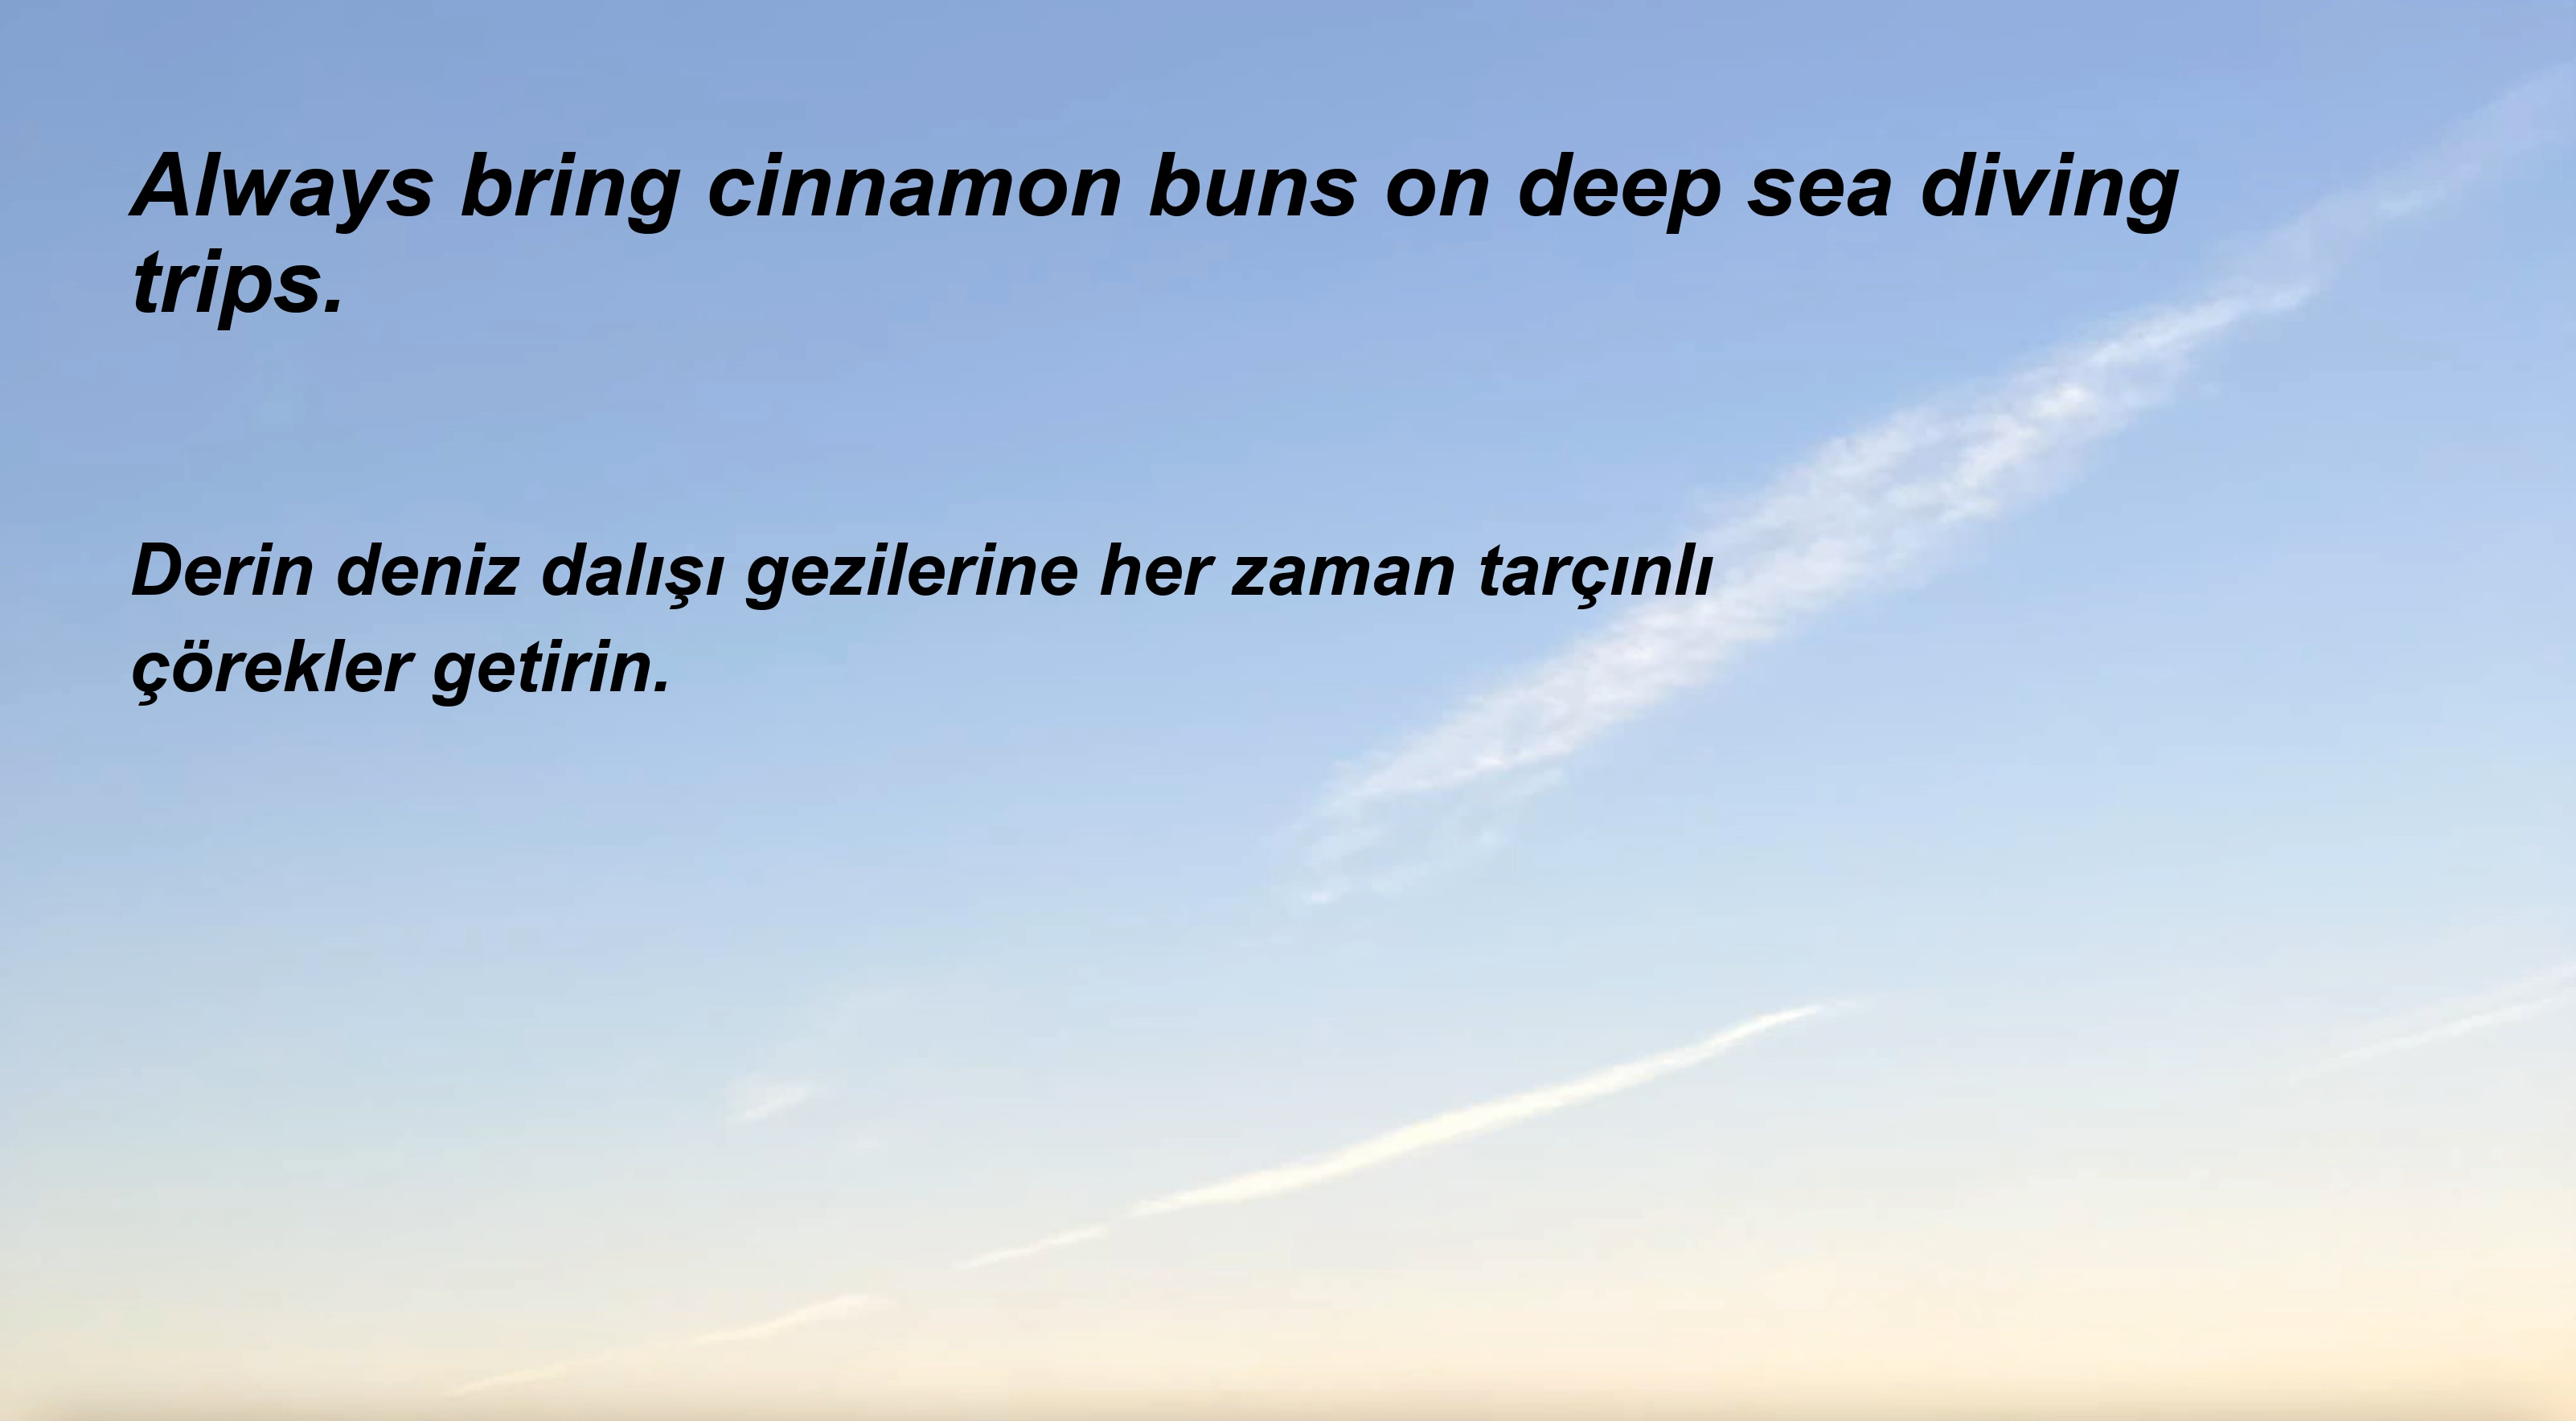 Always bring cinnamon buns on deep sea diving
trips.
Derin deniz dalışı gezilerine her zaman tarçınlı
çörekler getirin.